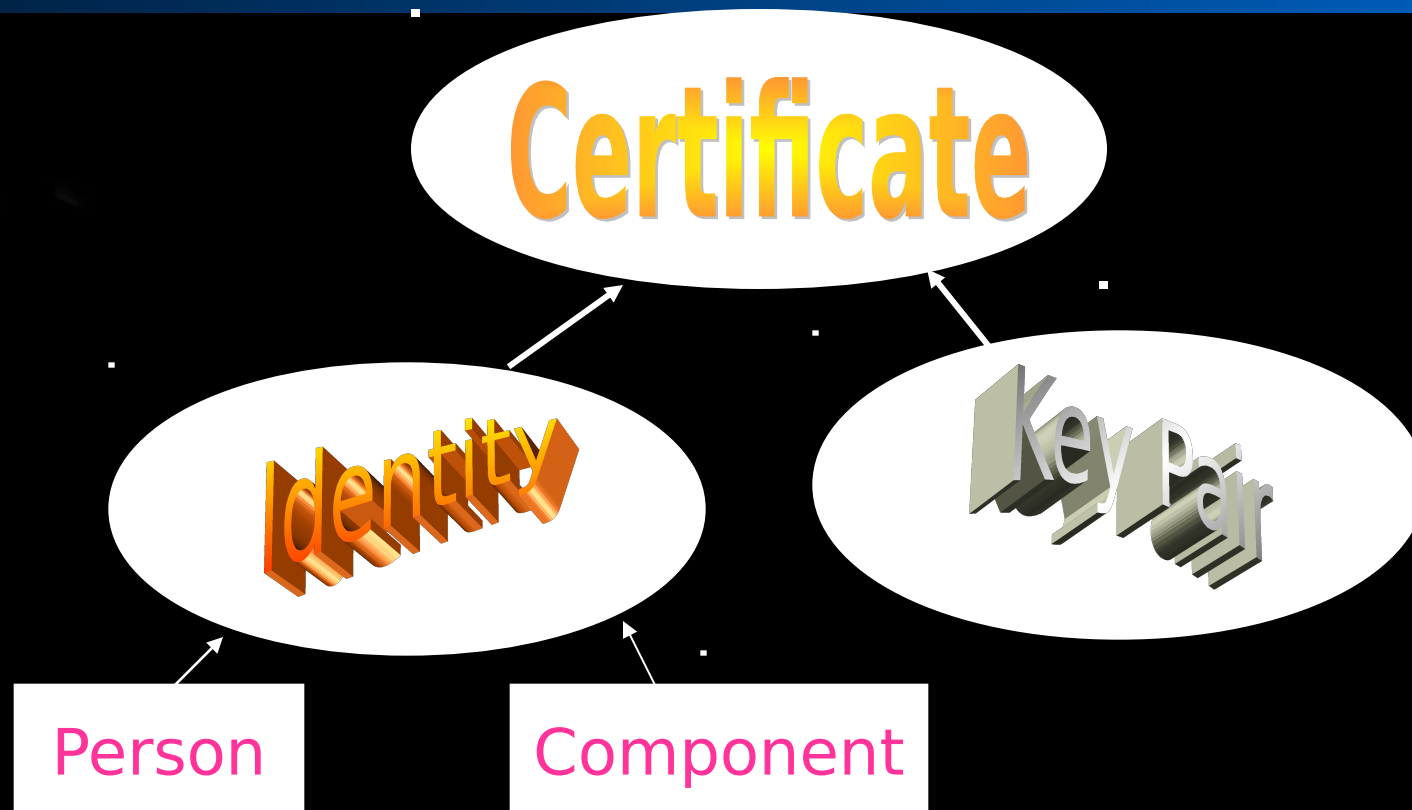 Certificate
Identity
Key Pair
Person
Component